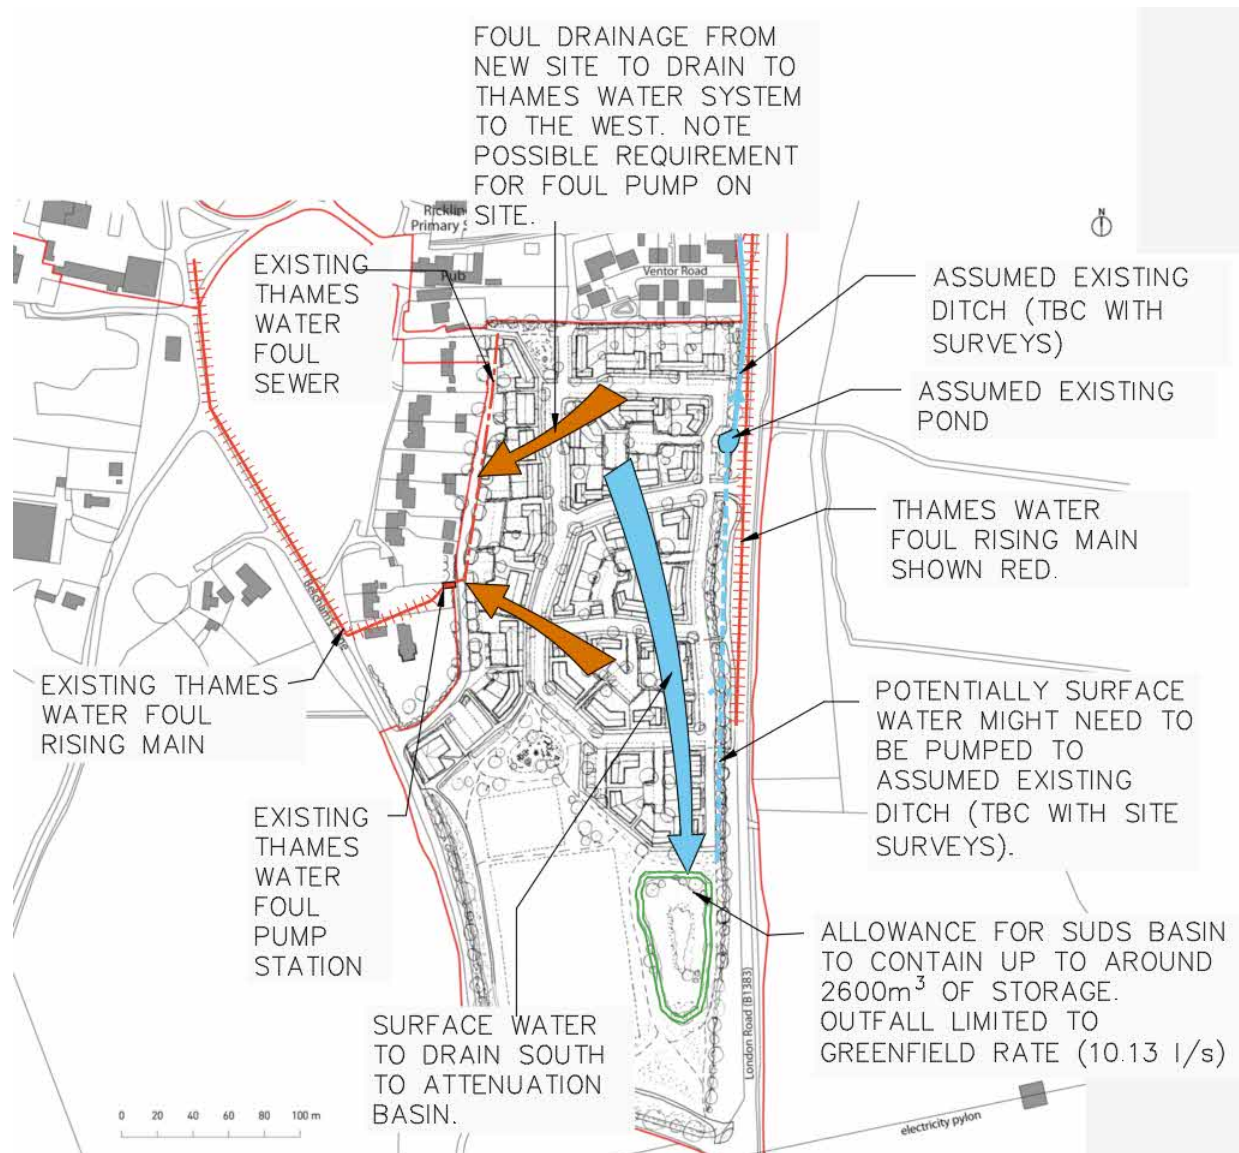 FOUL DRAINAGE FROM
NEW SITE TO DRAIN TO
THAMES WATER SYSTEM
TO THE WEST. NOTE
POSSIBLE REQUIREMENT
FOR FOUL PUMP ON
SITE.
Primary
Pub
Ventor Road
N
EXISTING
THAMES
WATER
FOUL
SEWER
ASSUMED EXISTING
DITCH (TBC WITH
SURVEYS)
ASSUMED EXISTING
POND
THAMES WATER
FOUL RISING MAIN
SHOWN RED.
EXISTING THAMES
WATER FOUL
RISING MAIN
POTENTIALLY SURFACE
WATER MIGHT NEED TO
BE PUMPED TO
ASSUMED EXISTING
DITCH (TBC WITH SITE
SURVEYS).
EXISTING
THAMES
WATER
FOUL
PUMP
STATION
ALLOWANCE FOR SUDS BASIN
TO CONTAIN UP TO AROUND
2600m³ OF STORAGE.
OUTFALL LIMITED TO
GREENFIELD RATE (10.13 l/s)
SURFACE WATER
TO DRAIN SOUTH
TO ATTENUATION
BASIN.
London Road (B1383)
electricity pylon
0 20 40 60 80 100 m